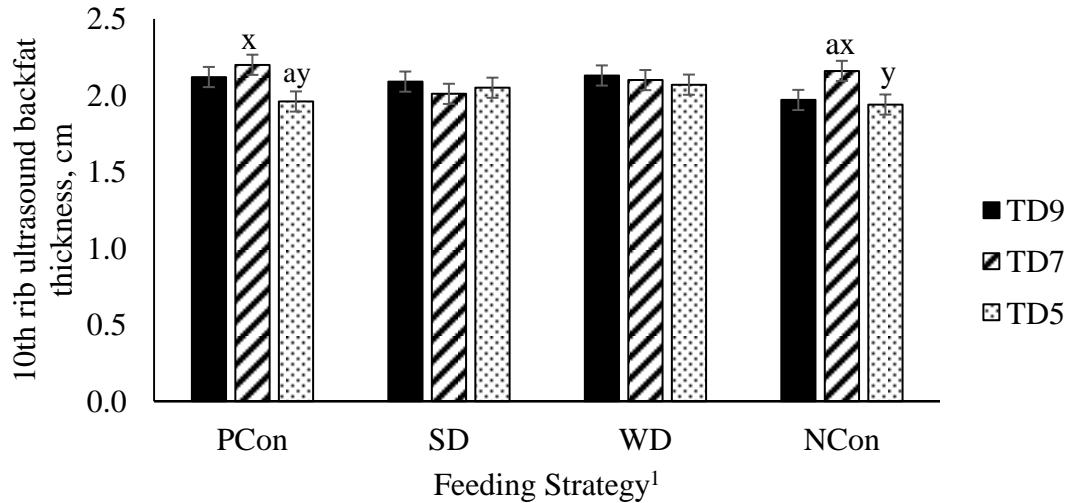 2.5
2.0
1.5
1.0
0.5
0.0
10th rib ultrasound backfat
thickness, cm
x
ay
ax
y
TD9
TD7
TD5
PCon
SD
WD
NCon
Feeding Strategy¹